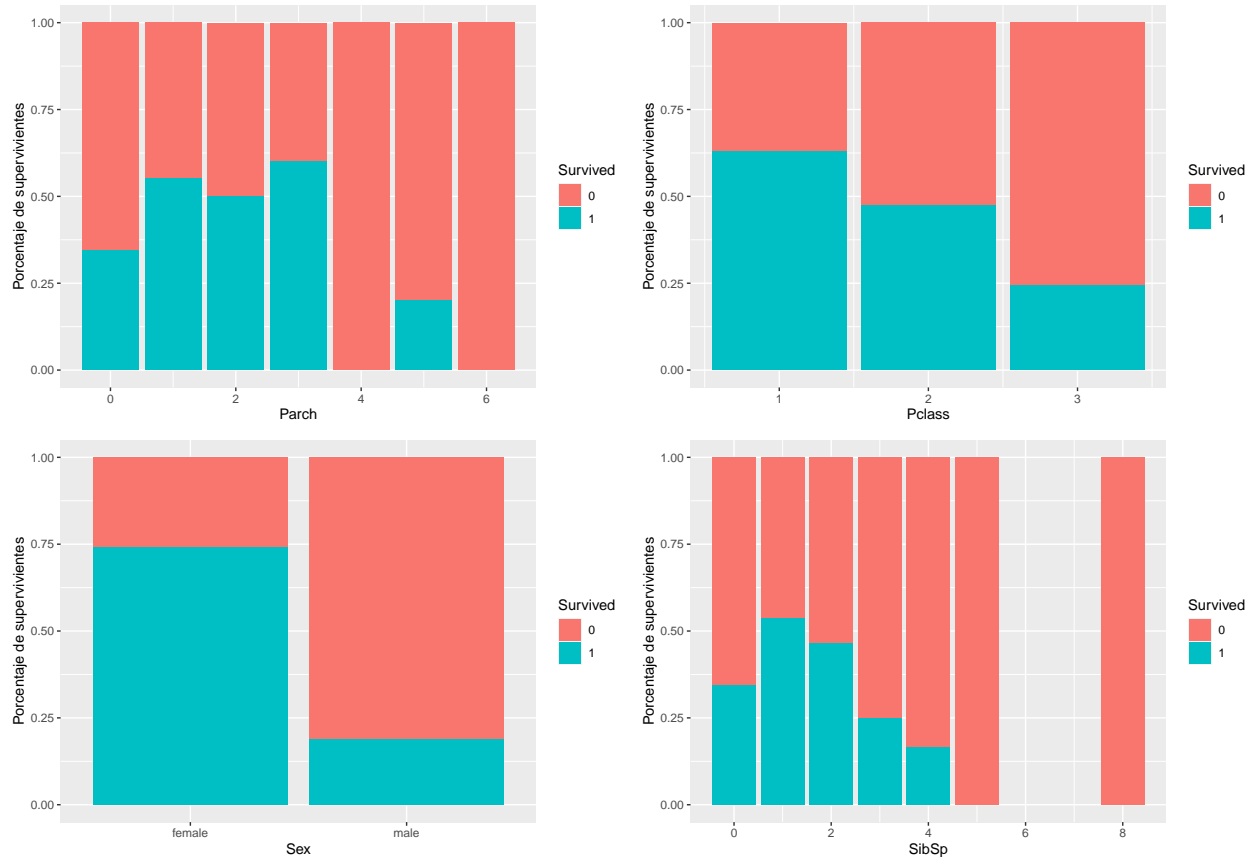 Porcentaje de supervivientes
1.00
0.75
0.50
0.25
0.00
0 2 4 6
Parch
Survived
0
1
Porcentaje de supervivientes
1.00
0.75
0.50
0.25
0.00
1 2 3
Pclass
Survived
0
1
Porcentaje de supervivientes
1.00
0.75
0.50
0.25
0.00
female male
Sex
Survived
0
1
Porcentaje de supervivientes
1.00
0.75
0.50
0.25
0.00
0 2 4 6 8
SibSp
Survived
0
1